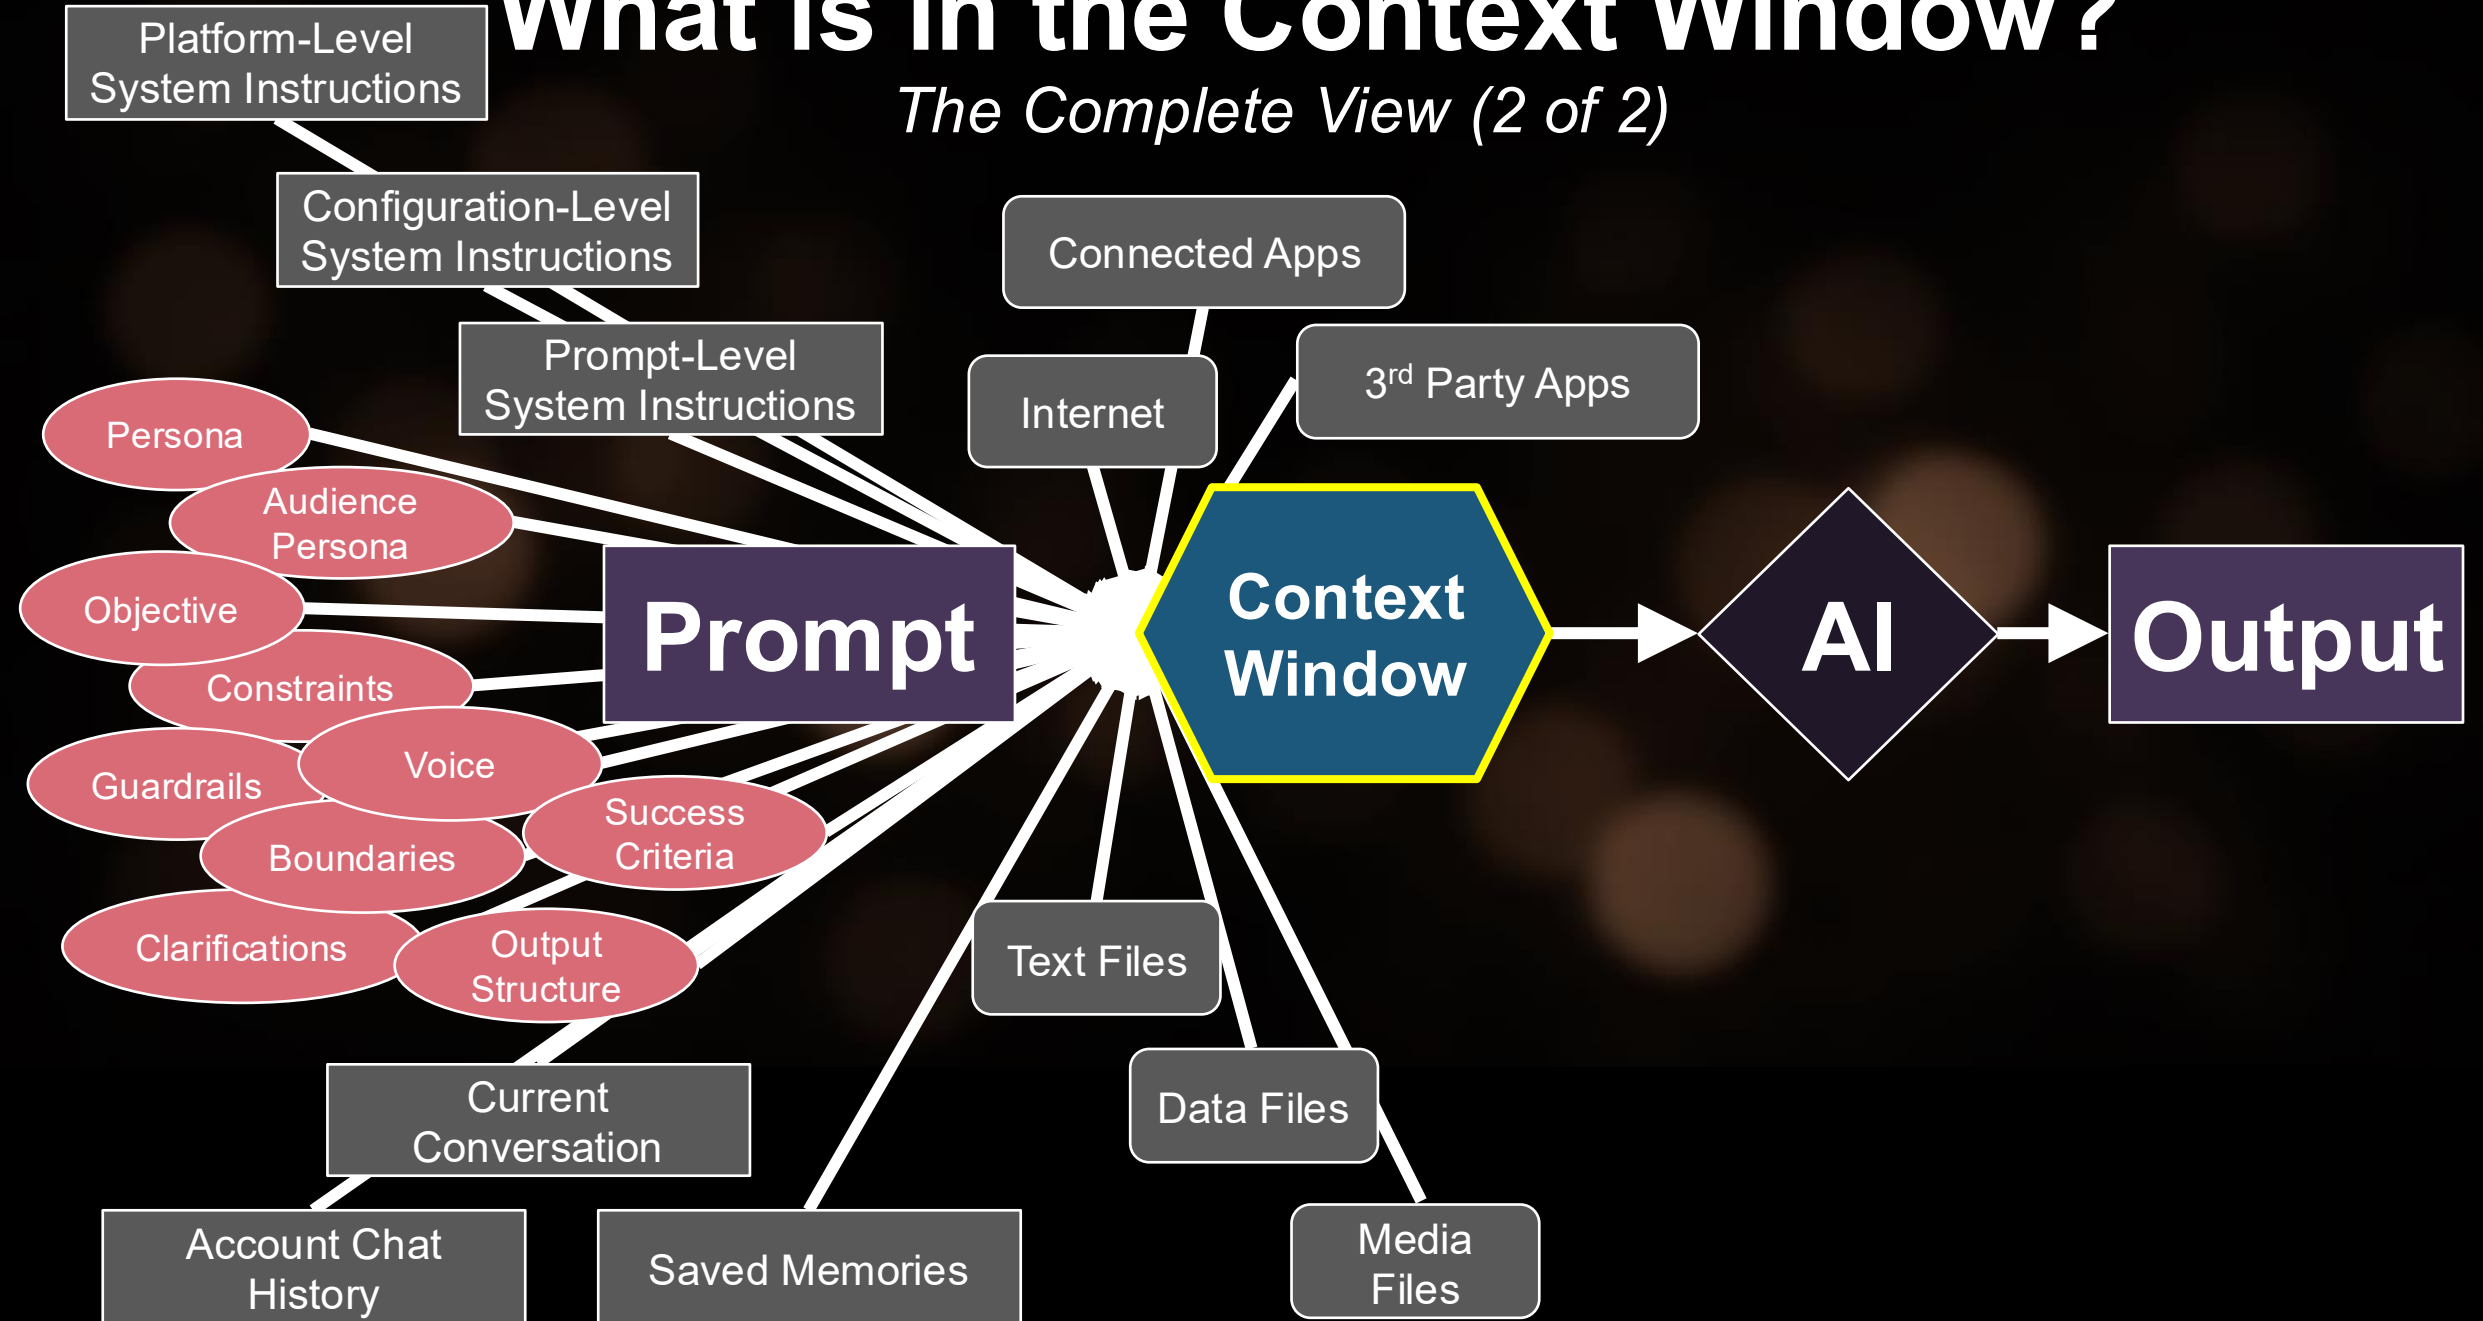 What is in the Context Window?
The Complete View (2 of 2)
Platform-Level
System Instructions
Configuration-Level
System Instructions
Prompt-Level
System Instructions
Connected Apps
Internet
3rd Party Apps
Persona
Audience
Persona
Objective
Constraints
Guardrails
Voice
Boundaries
Success
Criteria
Clarifications
Output
Structure
Prompt
Context
Window
AI
Output
Text Files
Data Files
Media
Files
Current
Conversation
Account Chat
History
Saved Memories